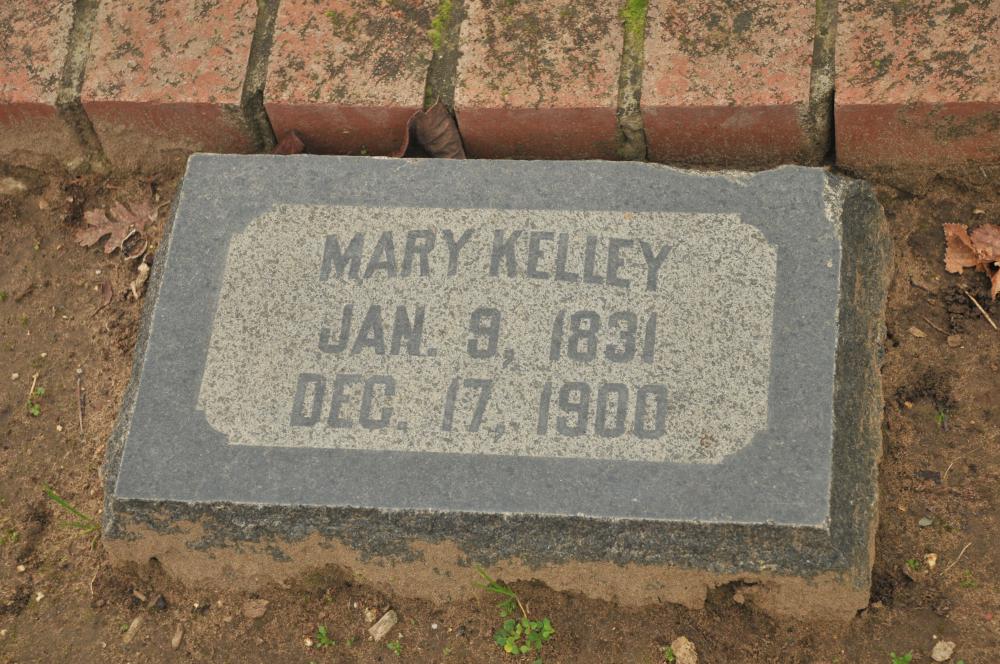 MARY KELLEY
JAN. 9, 1831
DEC. 17, 1900